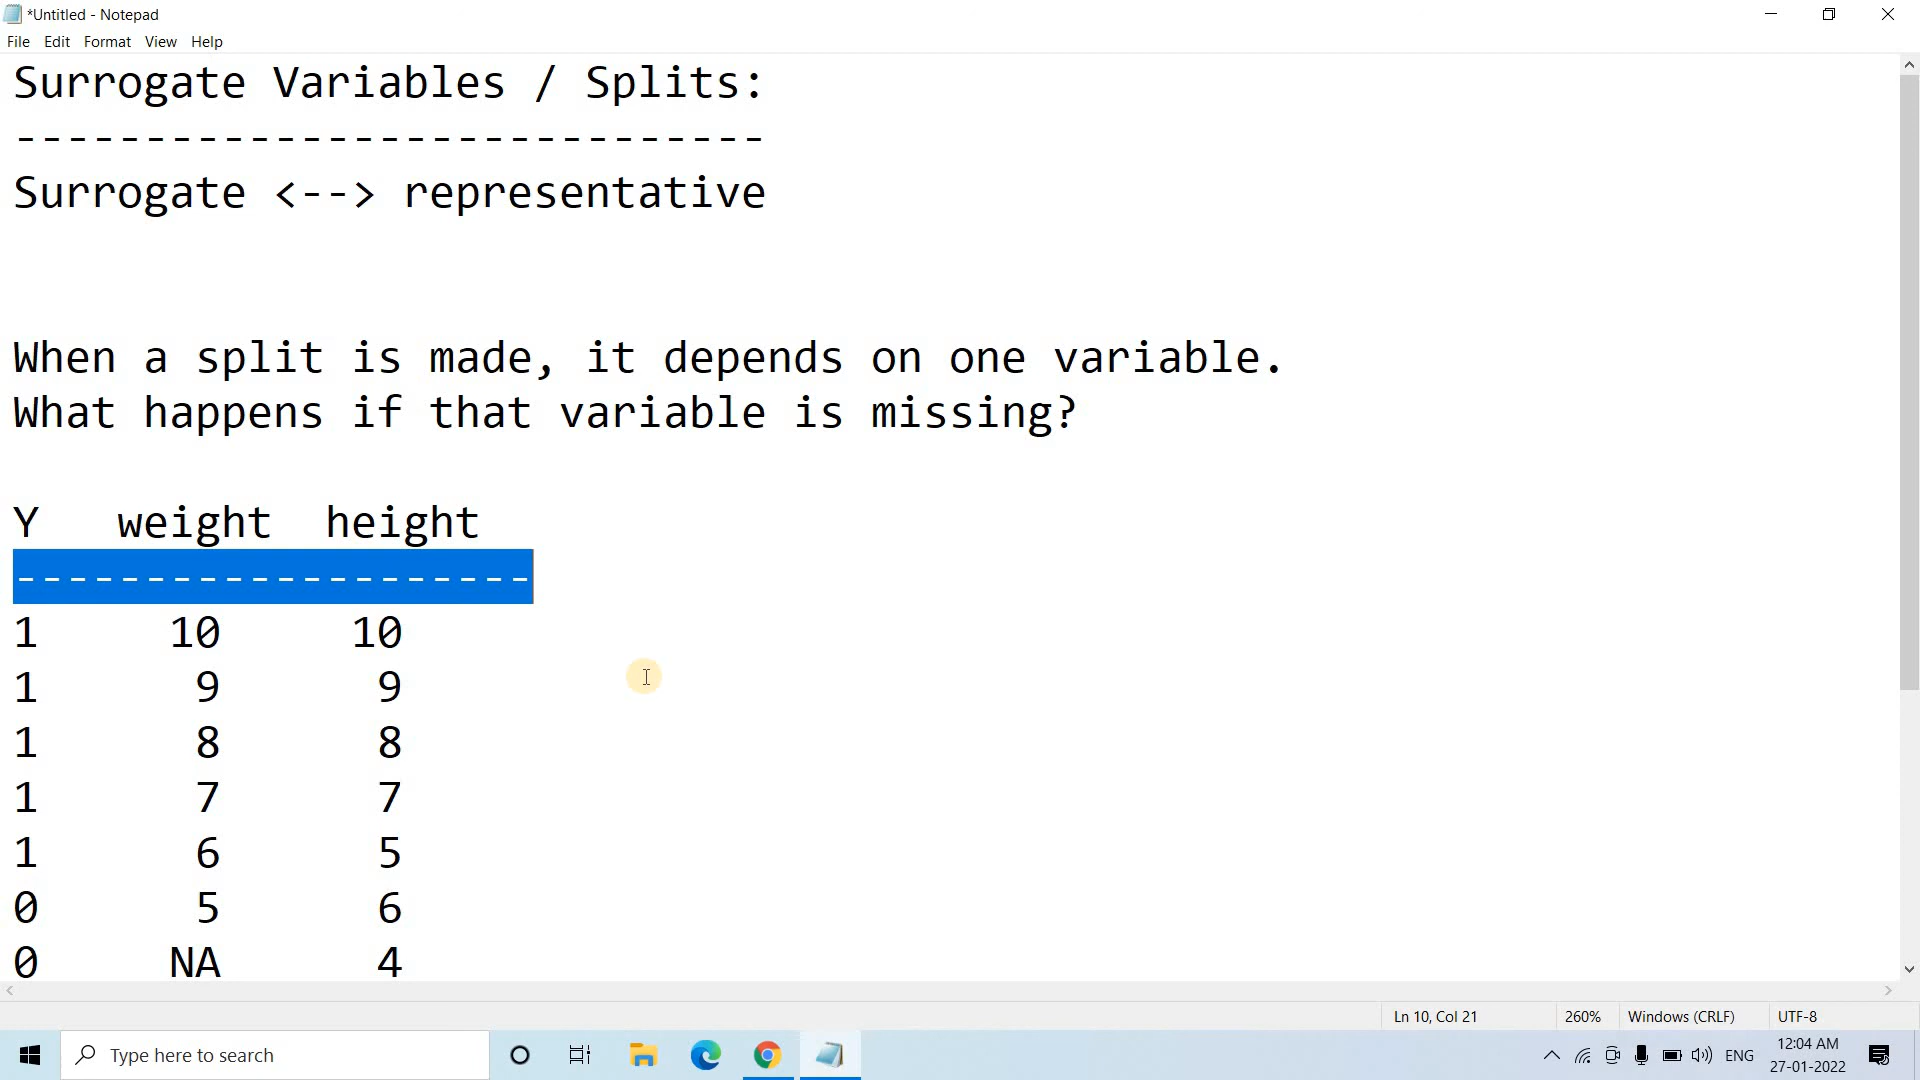 *Untitled - Notepad
File Edit Format View Help
Surrogate Variables / Splits:
-----------------------------
Surrogate <--> representative
When a split is made, it depends on one variable.
What happens if that variable is missing?
Y weight height
--------------------
1 10 10
1 9 9
1 8 8
1 7 7
1 6 5
0 5 6
0 NA 4
Ln 10, Col 21 260% Windows (CRLF) UTF-8
Type here to search
ENG
12:04 AM
27-01-2022